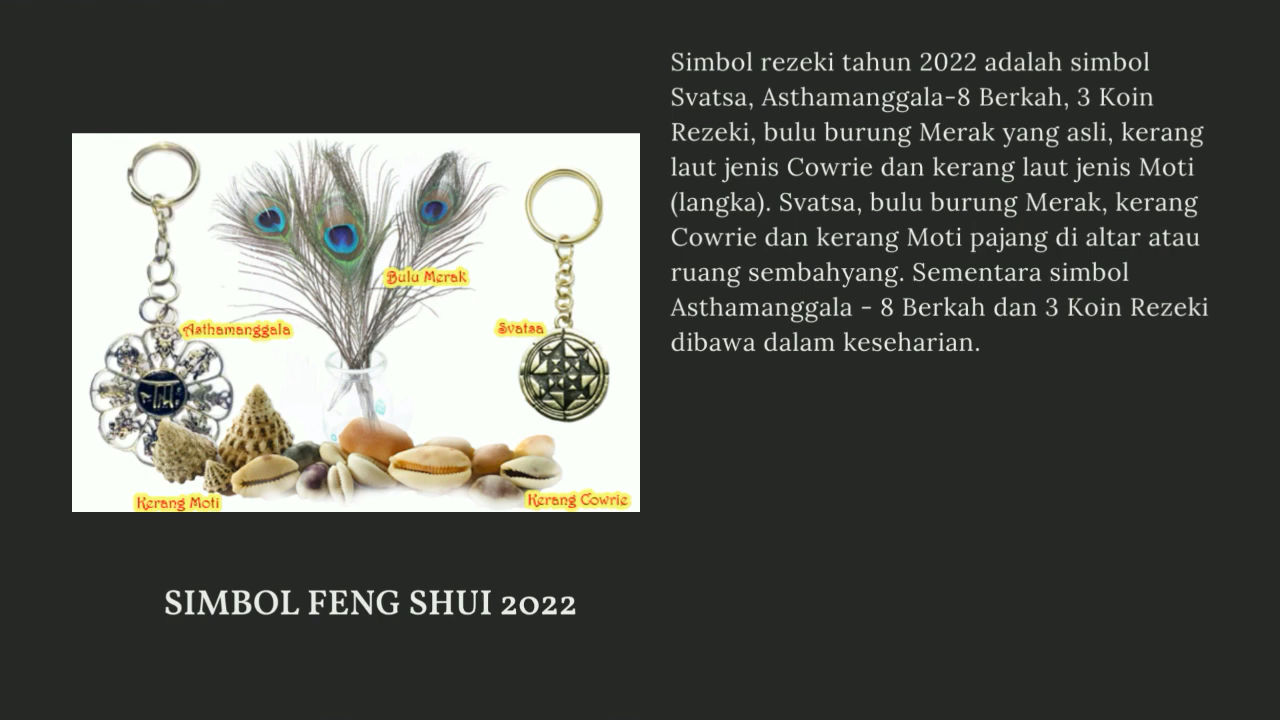 Simbol rezeki tahun 2022 adalah simbol
Svatsa, Asthamanggala-8 Berkah, 3 Koin
Rezeki, bulu burung Merak yang asli, kerang
laut jenis Cowrie dan kerang laut jenis Moti
(langka). Svatsa, bulu burung Merak, kerang
Cowrie dan kerang Moti pajang di altar atau
ruang sembahyang. Sementara simbol
Asthamanggala - 8 Berkah dan 3 Koin Rezeki
dibawa dalam keseharian.
Bulu Merak
Asthamanggala
Svatsa
Kerang Moti
Kerang Cowrie
SIMBOL FENG SHUI 2022